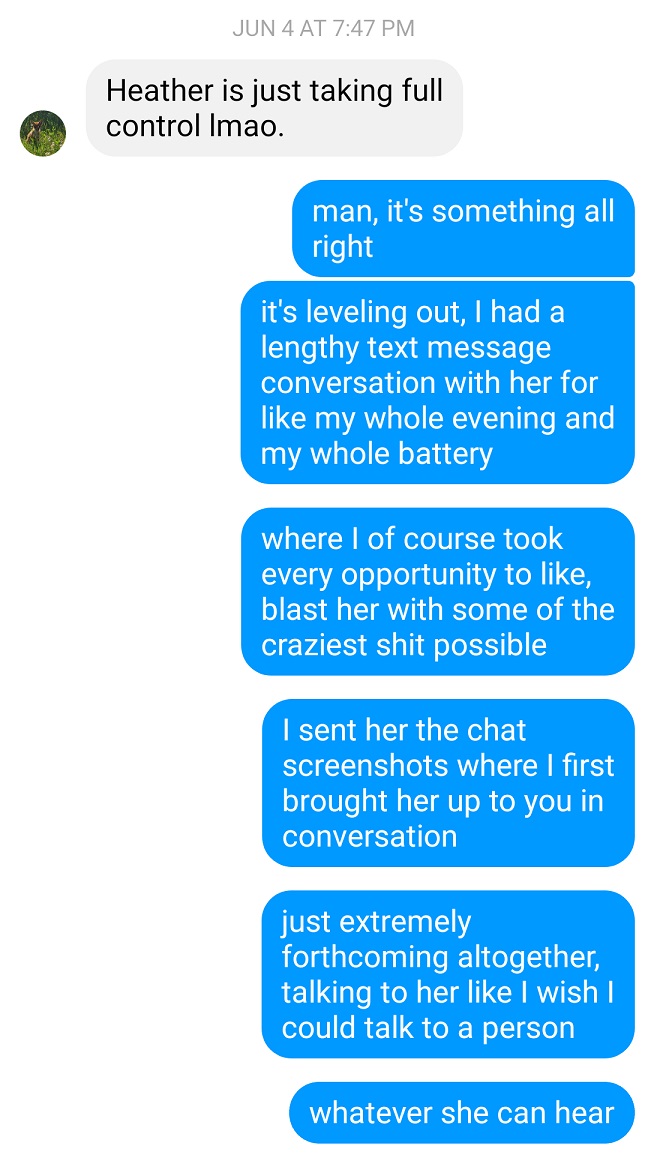 JUN 4 AT 7:47 PM
Heather is just taking full
control lmao.
man, it's something all
right
it's leveling out, I had a
lengthy text message
conversation with her for
like my whole evening and
my whole battery
where I of course took
every opportunity to like,
blast her with some of the
craziest shit possible
I sent her the chat
screenshots where I first
brought her up to you in
conversation
just extremely
forthcoming altogether,
talking to her like I wish I
could talk to a person
whatever she can hear